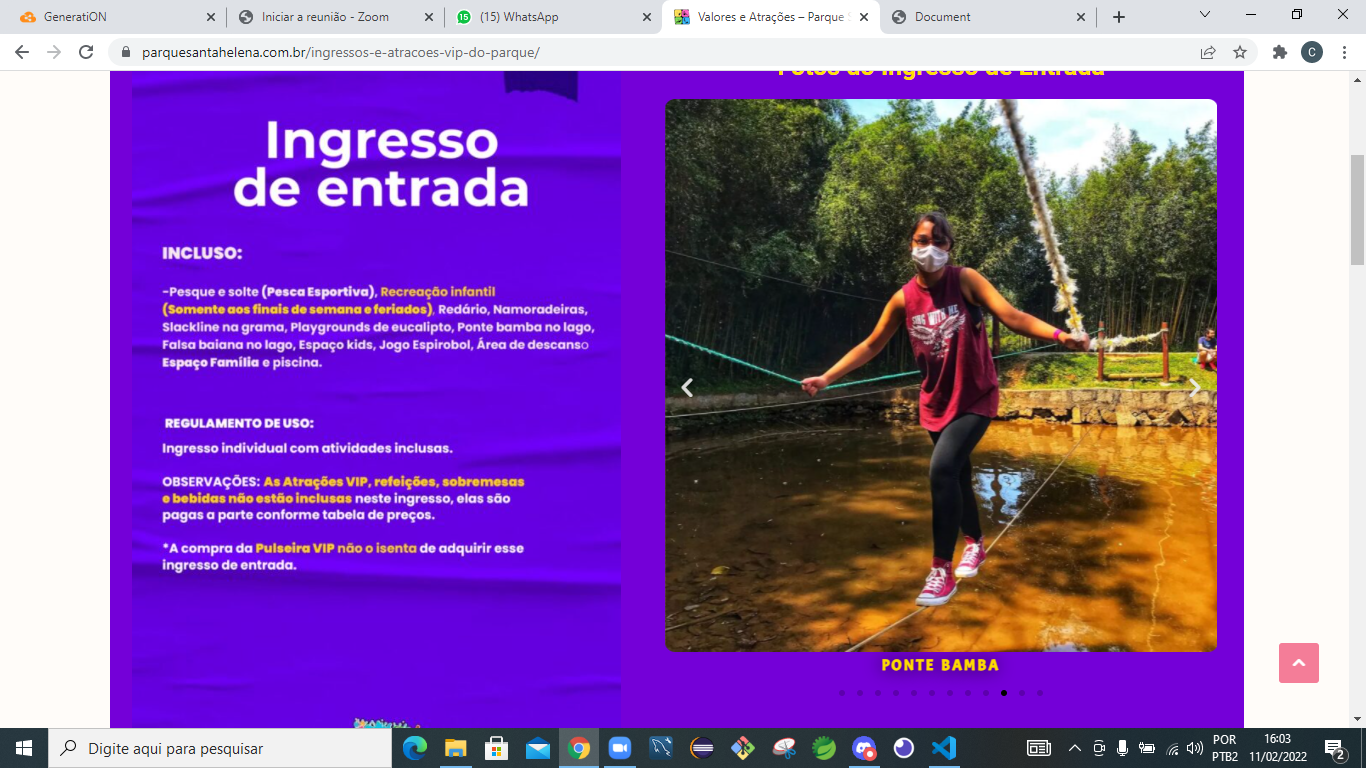 GeneratiON
Iniciar a reunião - Zoom
(15) WhatsApp
Valores e Atrações – Parque S
Document
parquesantahelena.com.br/ingressos-e-atracoes-vip-do-parque/
C
Fotos do Ingresso de Entrada
Ingresso
de entrada
INCLUSO:
-Pesque e solte (Pesca Esportiva), Recreação infantil
(Somente aos finais de semana e feriados), Redário, Namoradeiras,
Slackline na grama, Playgrounds de eucalipto, Ponte bamba no lago,
Falsa baiana no lago, Espaço kids, Jogo Espirobol, Área de descanso
Espaço Família e piscina.
REGULAMENTO DE USO:
Ingresso individual com atividades inclusas.
OBSERVAÇÕES: As Atrações VIP, refeições, sobremesas
e bebidas não estão inclusas neste ingresso, elas são
pagas a parte conforme tabela de preços.
*A compra da Pulseira VIP não o isenta de adquirir esse
ingresso de entrada.
PONTE BAMBA
Digite aqui para pesquisar
POR
PTB2
16:03
11/02/2022
2